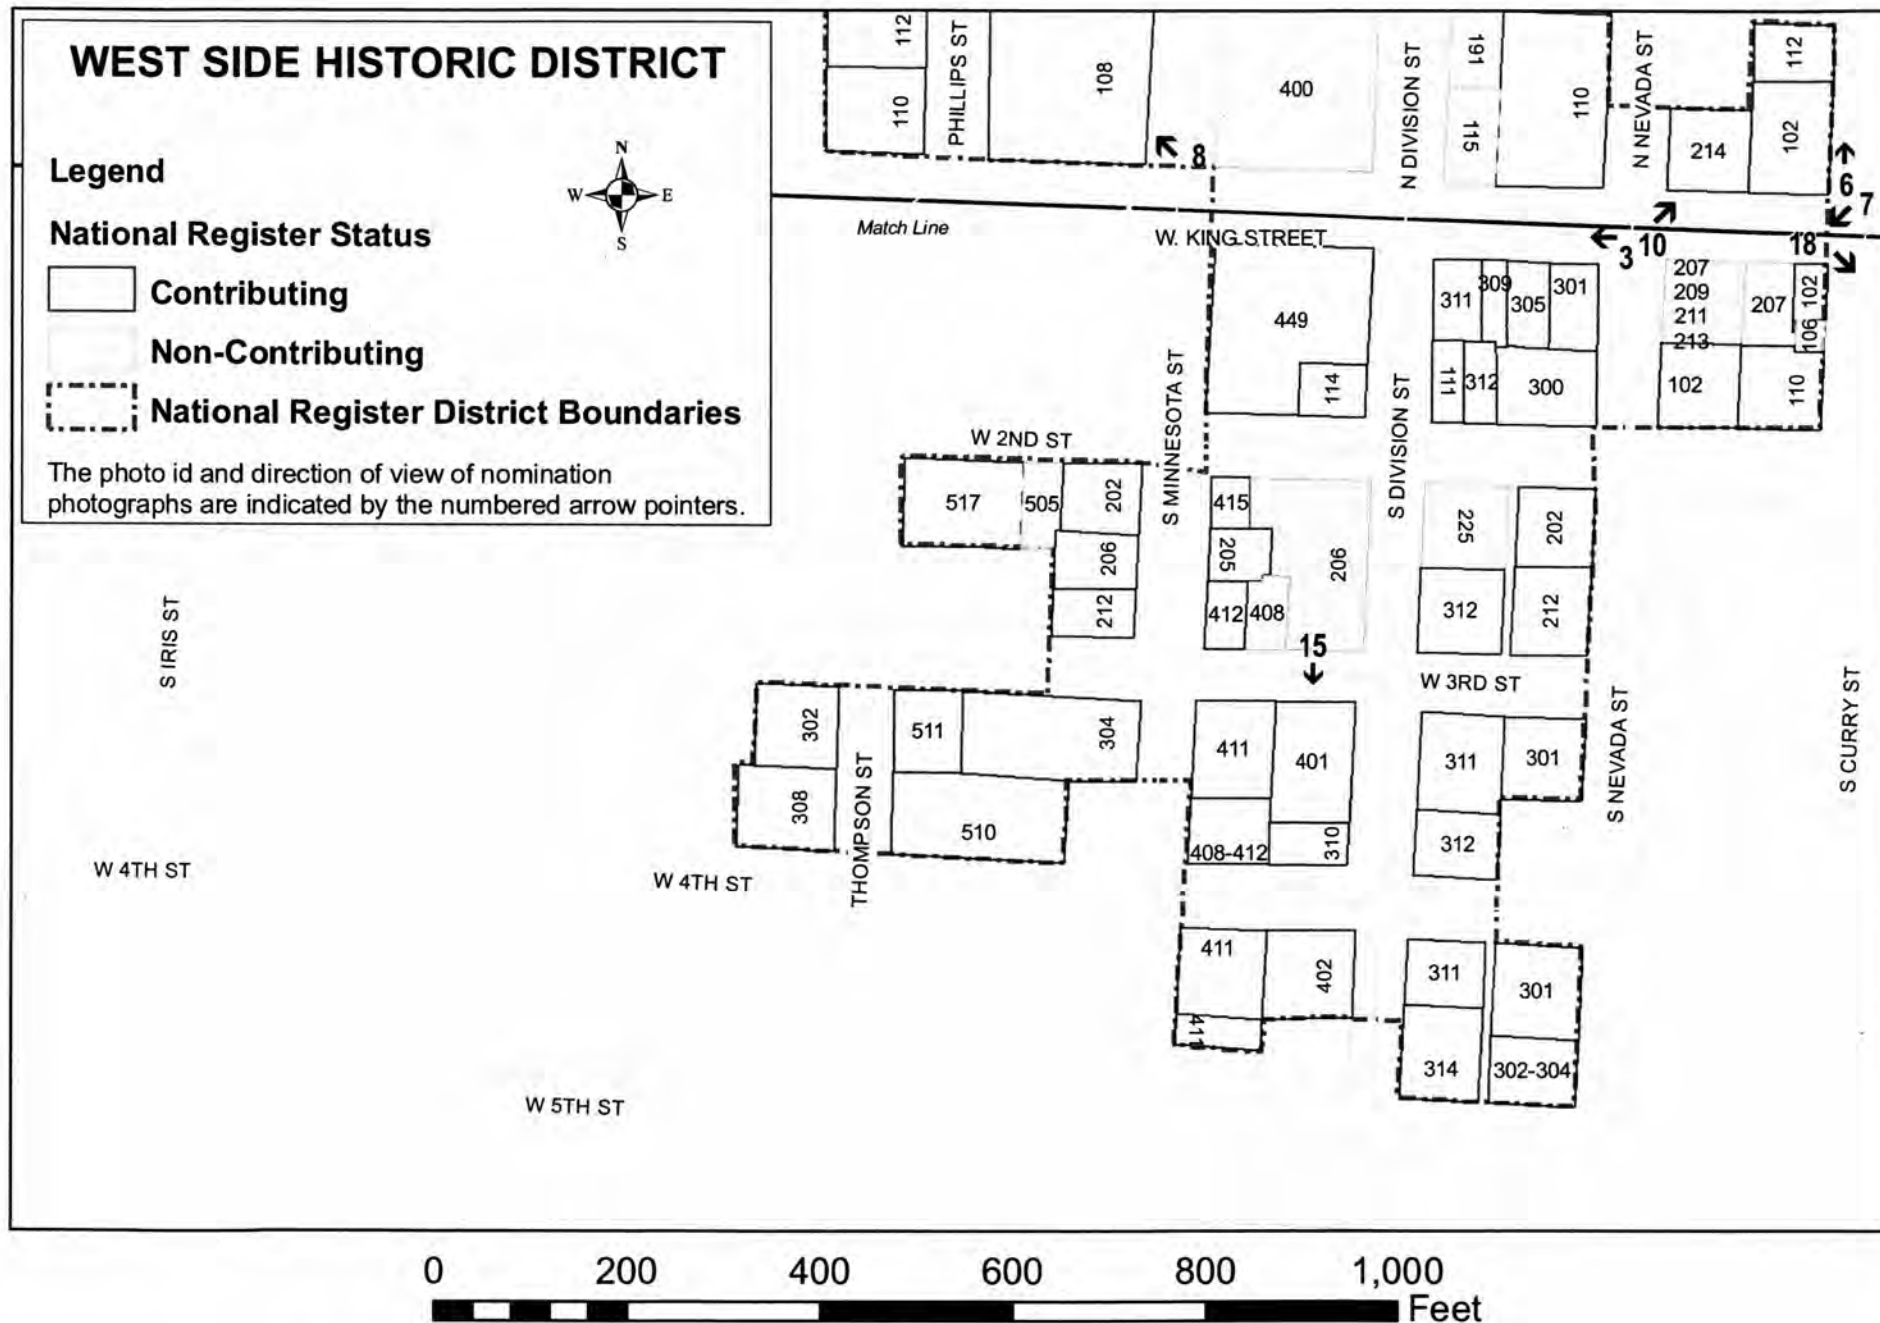 WEST SIDE HISTORIC DISTRICT
Legend
N
W E
S
National Register Status
Contributing
Non-Contributing
National Register District Boundaries
The photo id and direction of view of nomination
photographs are indicated by the numbered arrow pointers.
112
110
PHILLIPS ST
108
400
N DIVISION ST
191
115
110
N NEVADA ST
112
214
102
8
6
7
Match Line
W. KING STREET
3
10
18
449
114
311
309
305
301
111
312
300
207
209
211
213
207
102
106
102
110
W 2ND ST
S MINNESOTA ST
S DIVISION ST
517
505
202
206
212
415
205
412
408
206
225
202
312
212
15
S IRIS ST
W 3RD ST
S NEVADA ST
S CURRY ST
302
308
THOMPSON ST
511
304
510
411
401
408-412
310
311
301
312
W 4TH ST
W 4TH ST
411
402
411
311
301
314
302-304
W 5TH ST
0 200 400 600 800 1,000
Feet